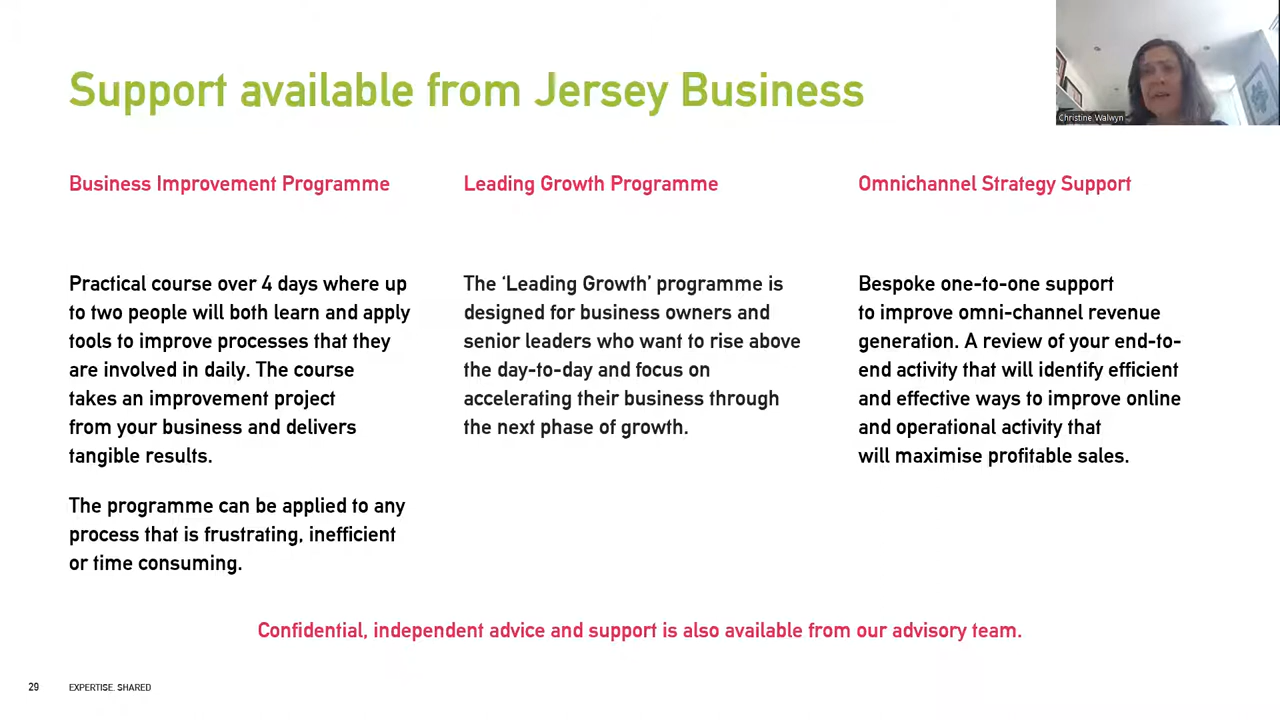 Support available from Jersey Business
Christine Walwyn
Business Improvement Programme
Practical course over 4 days where up
to two people will both learn and apply
tools to improve processes that they
are involved in daily. The course
takes an improvement project
from your business and delivers
tangible results.
The programme can be applied to any
process that is frustrating, inefficient
or time consuming.
Leading Growth Programme
The ‘Leading Growth’ programme is
designed for business owners and
senior leaders who want to rise above
the day-to-day and focus on
accelerating their business through
the next phase of growth.
Omnichannel Strategy Support
Bespoke one-to-one support
to improve omni-channel revenue
generation. A review of your end-to-
end activity that will identify efficient
and effective ways to improve online
and operational activity that
will maximise profitable sales.
Confidential, independent advice and support is also available from our advisory team.
29 EXPERTISE. SHARED